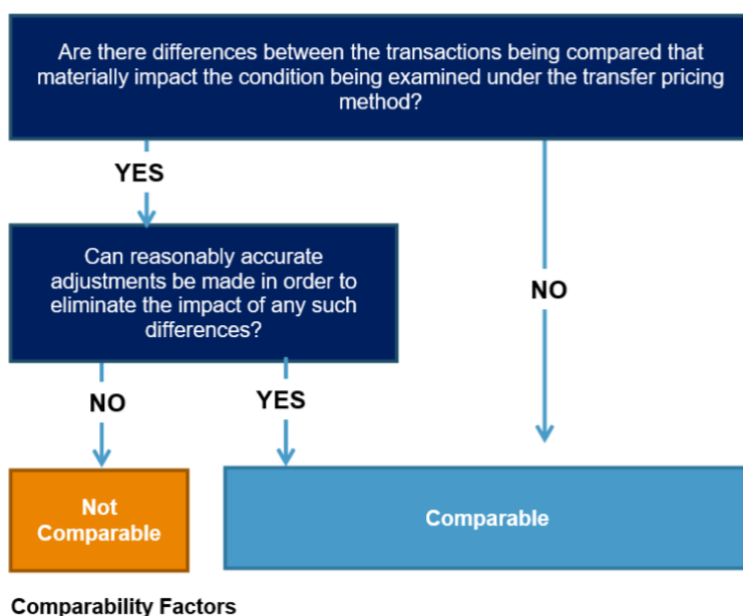 Are there differences between the transactions being compared that
materially impact the condition being examined under the transfer pricing
method?
YES
Can reasonably accurate
adjustments be made in order to
eliminate the impact of any such
differences?
NO
NO
YES
Not
Comparable
Comparable
Comparability Factors